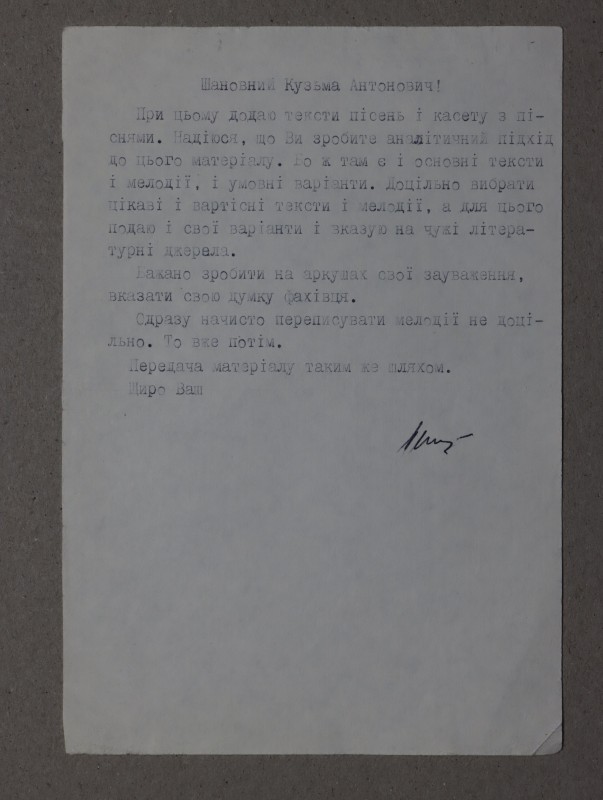 Шановний Кузьма Антонович!
При цьому додаю тексти пісень і касету з пі-
снями. Надіюся, що Ви зробите аналітичний підхід
до цього матеріалу. Бо ж там є і основні тексти
і мелодії, і умовні варіанти. Доцільно вибрати
цікаві і вартісні тексти і мелодії, а для цього
подаю і свої варіанти і вказую на чужі літера-
турні джерала.
Бажано зробити на аркушах свої зауваження,
вказати свою думку фахівця.
Одразу начисто переписувати мелодії не доці-
льно. То вже потім.
Передача матеріалу таким же шляхом.
Щиро Ваш